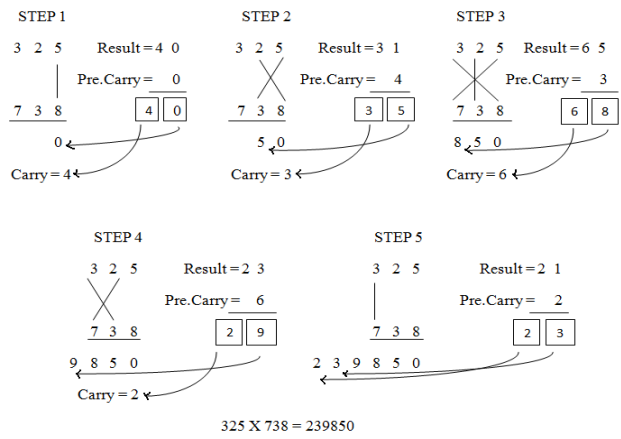 STEP 1
3 2 5 Result = 4 0
Pre.Carry = 0
7 3 8 4 0
0
Carry = 4
STEP 2
3 2 5 Result = 3 1
Pre.Carry = 4
7 3 8 3 5
5 0
Carry = 3
STEP 3
3 2 5 Result = 6 5
Pre.Carry = 3
7 3 8 6 8
8 5 0
Carry = 6
STEP 4
3 2 5 Result = 2 3
Pre.Carry = 6
7 3 8 2 9
9 8 5 0
Carry = 2
STEP 5
3 2 5 Result = 2 1
Pre.Carry = 2
7 3 8 2 3
2 3 9 8 5 0
325 X 738 = 239850